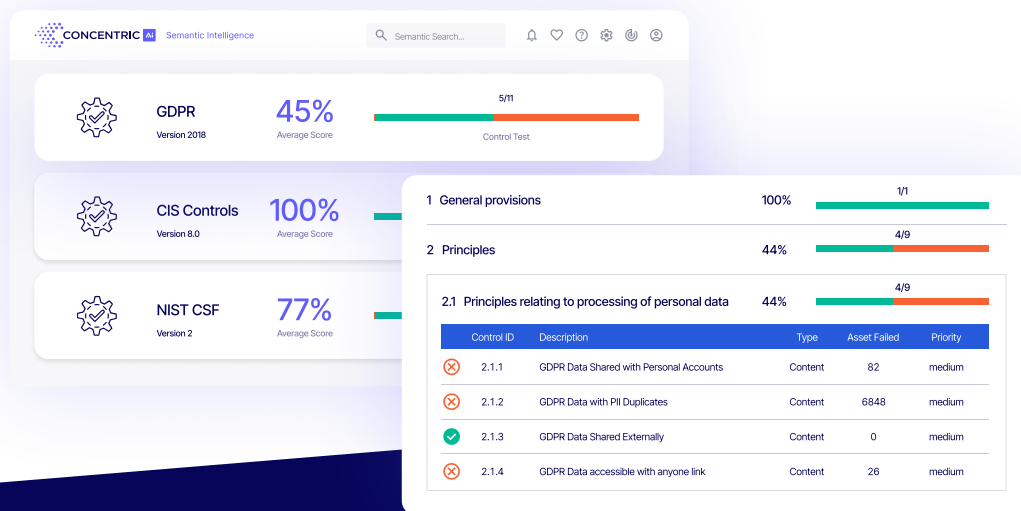 CONCENTRIC Ai Semantic Intelligence Semantic Search...
GDPR 45% 5/11
Version 2018 Average Score Control Test
CIS Controls 100%
Version 8.0 Average Score
NIST CSF 77%
Version 2 Average Score
1 General provisions 100% 1/1
2 Principles 44% 4/9
2.1 Principles relating to processing of personal data 44% 4/9
Control ID Description Type Asset Failed Priority
2.1.1 GDPR Data Shared with Personal Accounts Content 82 medium
2.1.2 GDPR Data with PII Duplicates Content 6848 medium
2.1.3 GDPR Data Shared Externally Content 0 medium
2.1.4 GDPR Data accessible with anyone link Content 26 medium